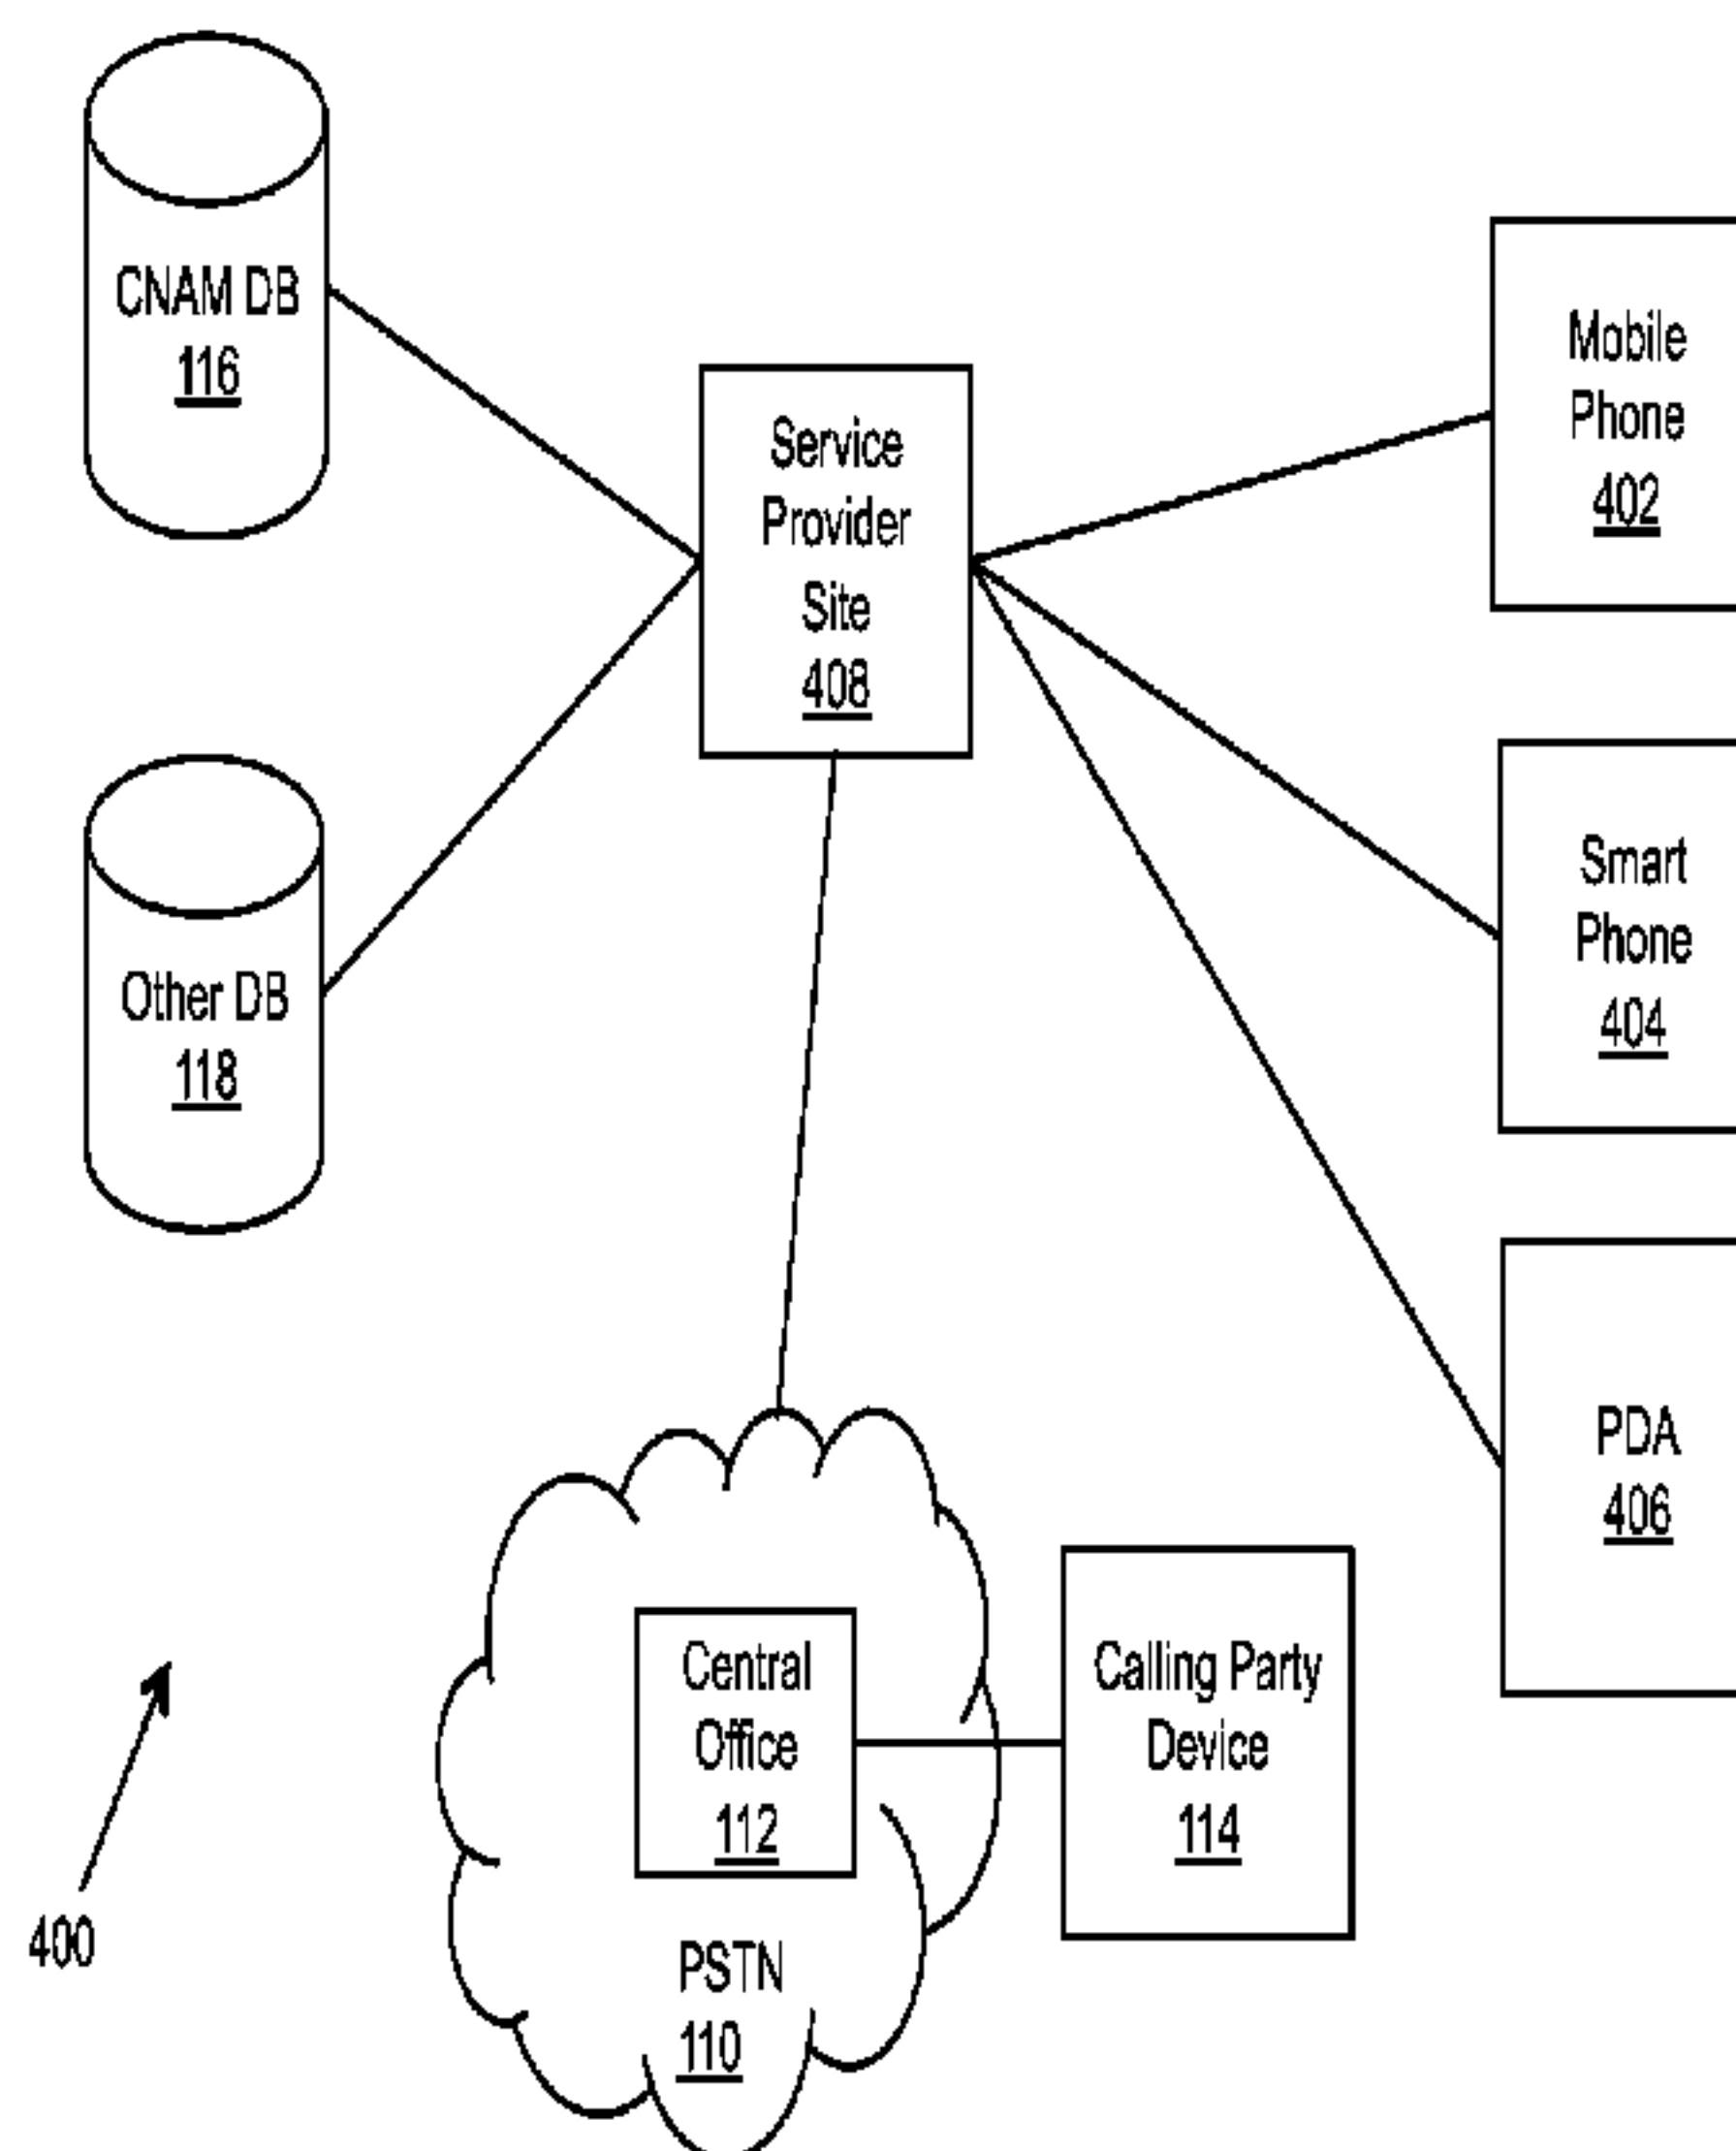 CNAM DB
116
Service
Provider
Site
408
Mobile
Phone
402
Other DB
118
Smart
Phone
404
PDA
406
Central
Office
112
Calling Party
Device
114
PSTN
110
400